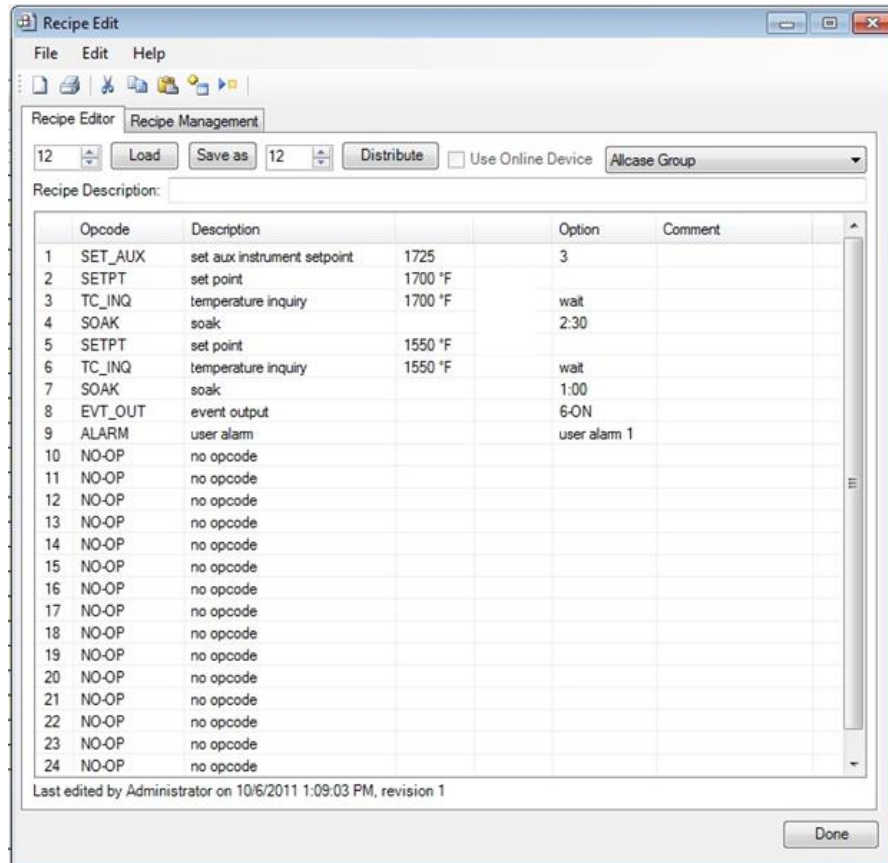 Recipe Edit
File Edit Help
Recipe Editor Recipe Management
12 Load Save as 12 Distribute Use Online Device Allcase Group
Recipe Description:
Opcode Description Option Comment
1 SET_AUX set aux instrument setpoint 1725 3
2 SETPT set point 1700 °F
3 TC_INQ temperature inquiry 1700 °F wait
4 SOAK soak 2:30
5 SETPT set point 1550 °F
6 TC_INQ temperature inquiry 1550 °F wait
7 SOAK soak 1:00
8 EVT_OUT event output 6-ON
9 ALARM user alarm user alarm 1
10 NO-OP no opcode
11 NO-OP no opcode
12 NO-OP no opcode
13 NO-OP no opcode
14 NO-OP no opcode
15 NO-OP no opcode
16 NO-OP no opcode
17 NO-OP no opcode
18 NO-OP no opcode
19 NO-OP no opcode
20 NO-OP no opcode
21 NO-OP no opcode
22 NO-OP no opcode
23 NO-OP no opcode
24 NO-OP no opcode
Last edited by Administrator on 10/6/2011 1:09:03 PM, revision 1
Done